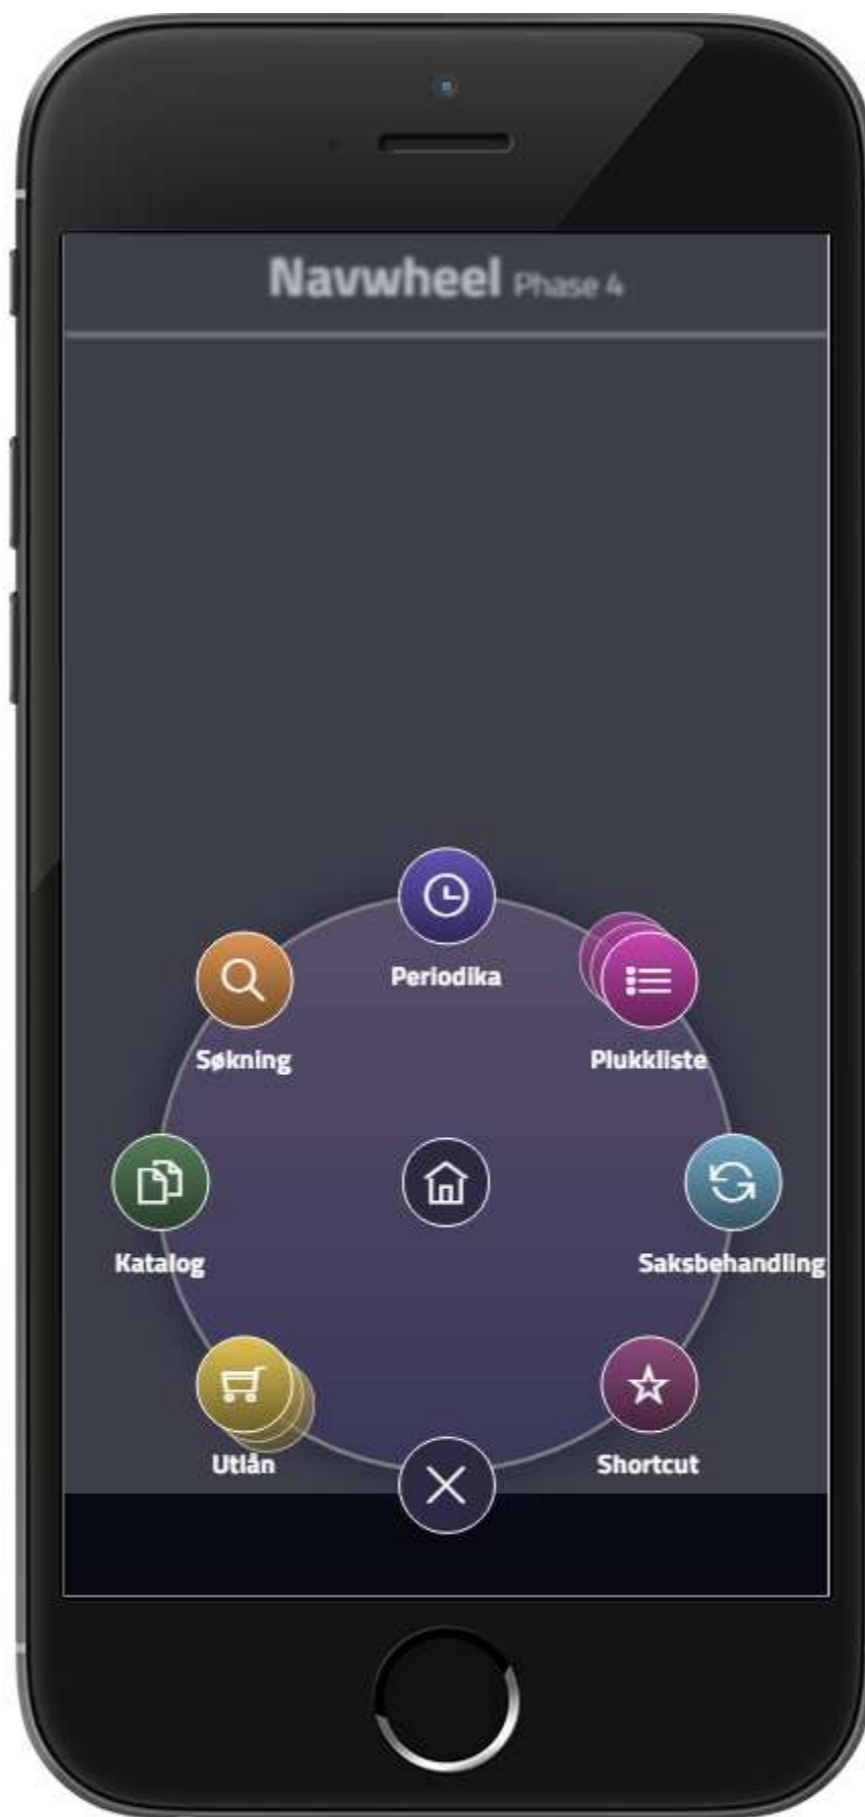 Navwheel Phase 4
Periodika
Søkning
Plukkliste
Katalog
Saksbehandling
Utlån
Shortcut